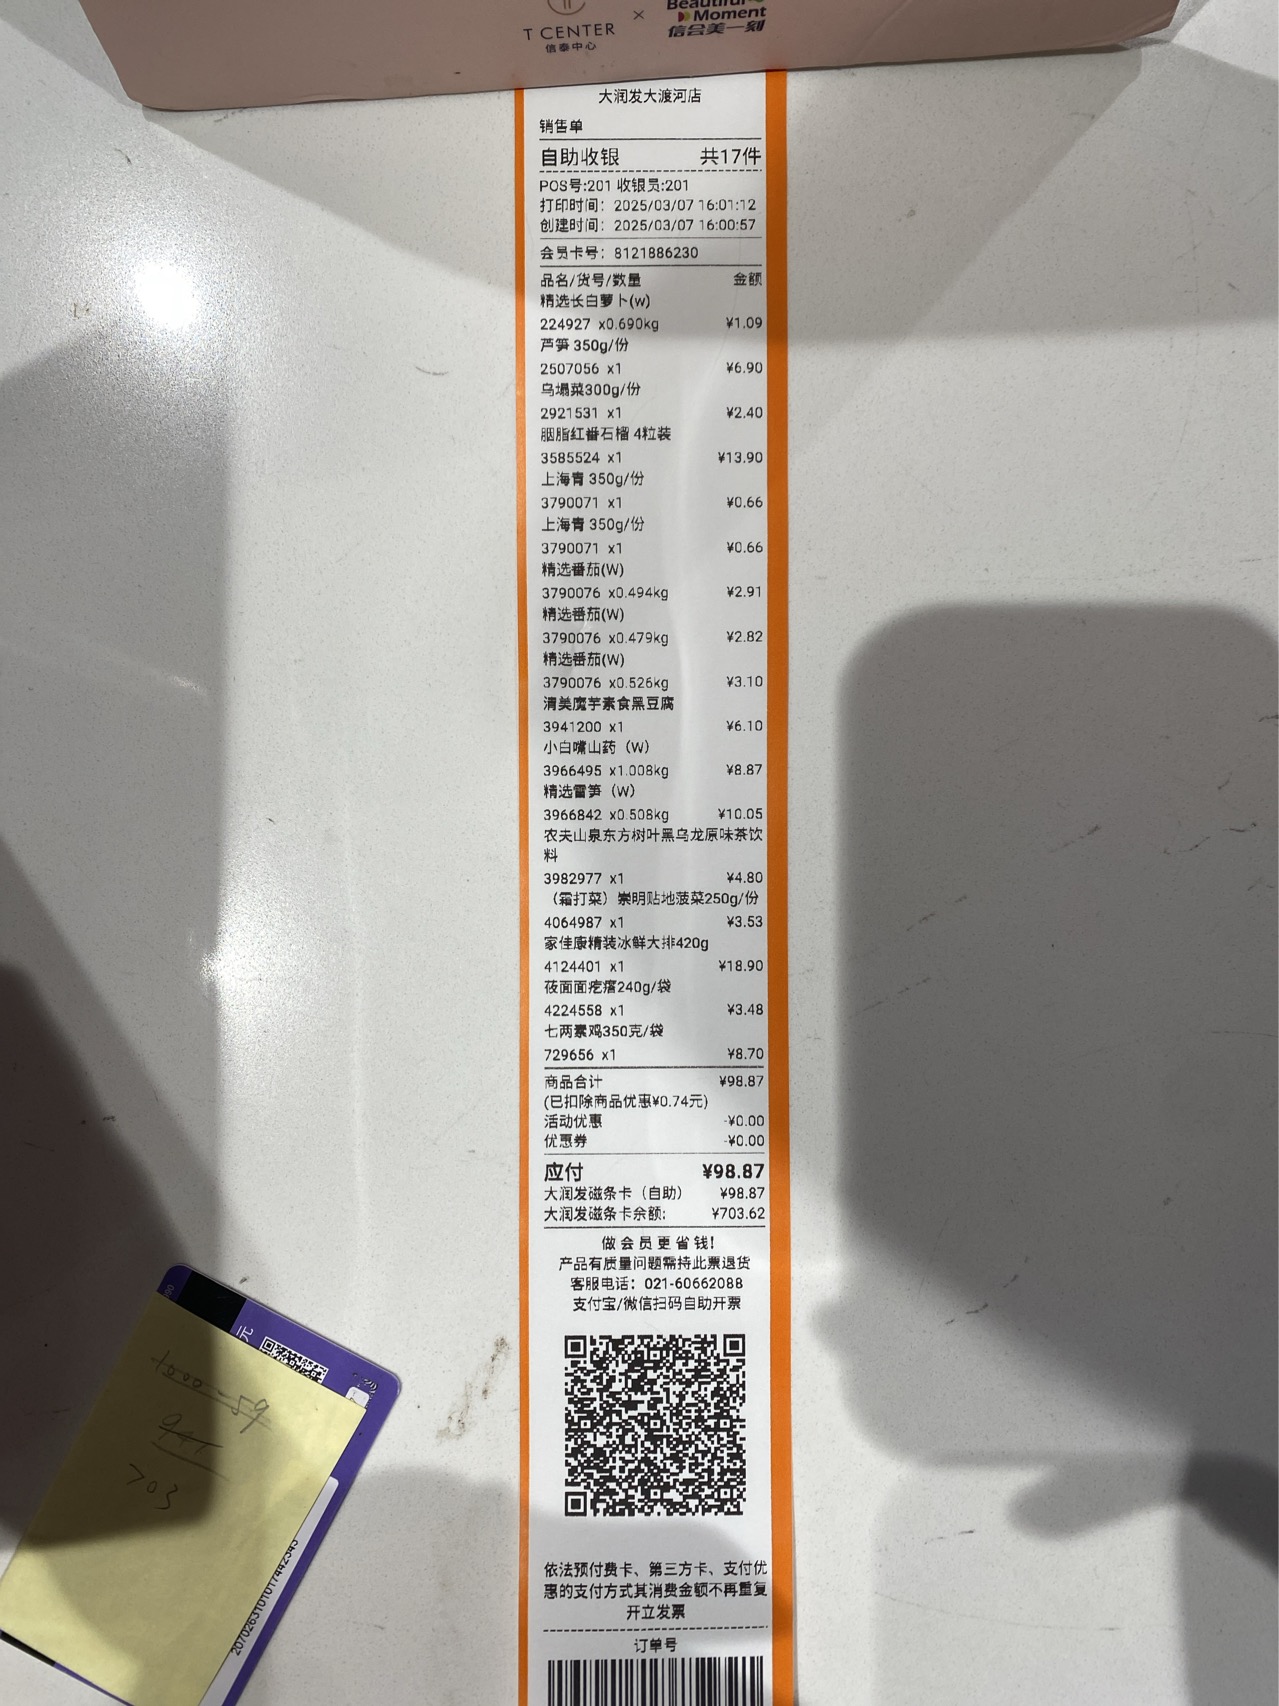 T CENTER
信泰中心
×
Beautiful
Moment
信会美一刻
大润发大渡河店
销售单
自助收银 共17件
POS号:201 收银员:201
打印时间: 2025/03/07 16:01:12
创建时间: 2025/03/07 16:00:57
会员卡号: 8121886230
品名/货号/数量 金额
精选长白萝卜(w)
224927 x0.690kg ¥1.09
芦笋 350g/份
2507056 x1 ¥6.90
乌塌菜300g/份
2921531 x1 ¥2.40
胭脂红番石榴 4粒装
3585524 x1 ¥13.90
上海青 350g/份
3790071 x1 ¥0.66
上海青 350g/份
3790071 x1 ¥0.66
精选番茄(W)
3790076 x0.494kg ¥2.91
精选番茄(W)
3790076 x0.479kg ¥2.82
精选番茄(W)
3790076 x0.526kg ¥3.10
清美魔芋素食黑豆腐
3941200 x1 ¥6.10
小白嘴山药（W）
3966495 x1.008kg ¥8.87
精选雷笋（W）
3966842 x0.508kg ¥10.05
农夫山泉东方树叶黑乌龙原味茶饮
料
3982977 x1 ¥4.80
（霜打菜）崇明贴地菠菜250g/份
4064987 x1 ¥3.53
家佳康精装冰鲜大排420g
4124401 x1 ¥18.90
莜面面疙瘩240g/袋
4224558 x1 ¥3.48
七两素鸡350克/袋
729656 x1 ¥8.70
商品合计 ¥98.87
(已扣除商品优惠¥0.74元)
活动优惠 -¥0.00
优惠券 -¥0.00
应付 ¥98.87
大润发磁条卡（自助） ¥98.87
大润发磁条卡余额: ¥703.62
做会员更省钱!
产品有质量问题需持此票退货
客服电话: 021-60662088
支付宝/微信扫码自助开票
依法预付费卡、第三方卡、支付优
惠的支付方式其消费金额不再重复
开立发票
订单号
元
1000-59
941
703
2070263101017442343